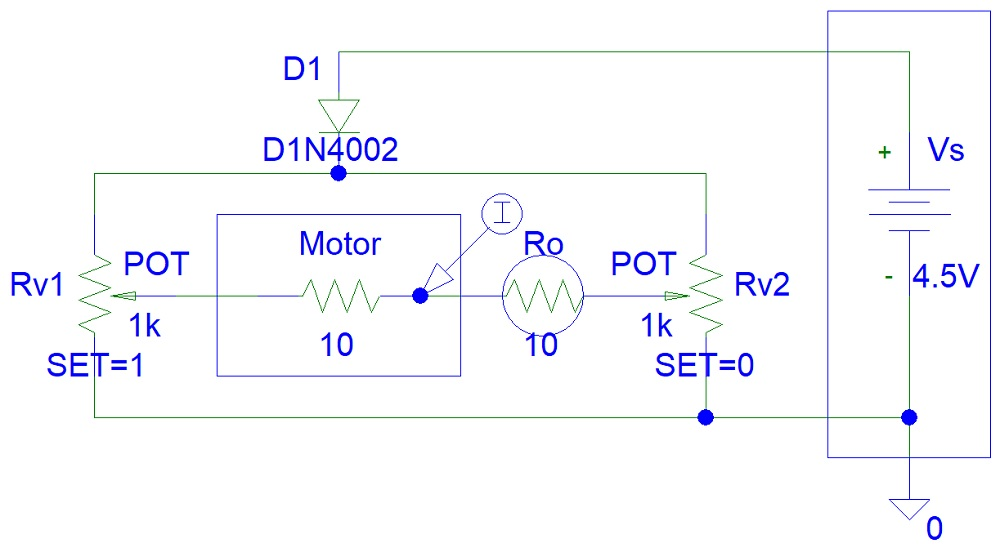 D1
D1N4002
+
Vs
I
Motor
Ro
POT
POT
Rv1
Rv2
-
4.5V
1k
10
10
1k
SET=1
SET=0
0